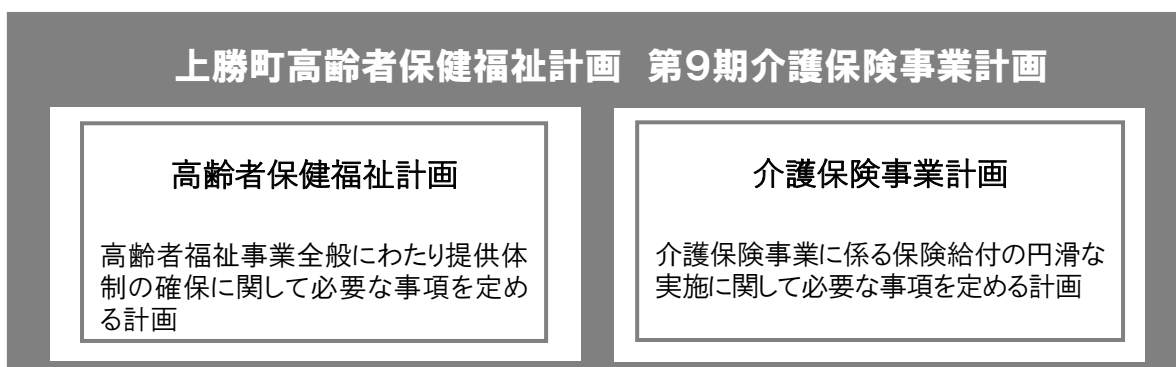 上勝町高齢者保健福祉計画　第9期介護保険事業計画
高齢者保健福祉計画
高齢者福祉事業全般にわたり提供体
制の確保に関して必要な事項を定め
る計画
介護保険事業計画
介護保険事業に係る保険給付の円滑な
実施に関して必要な事項を定める計画